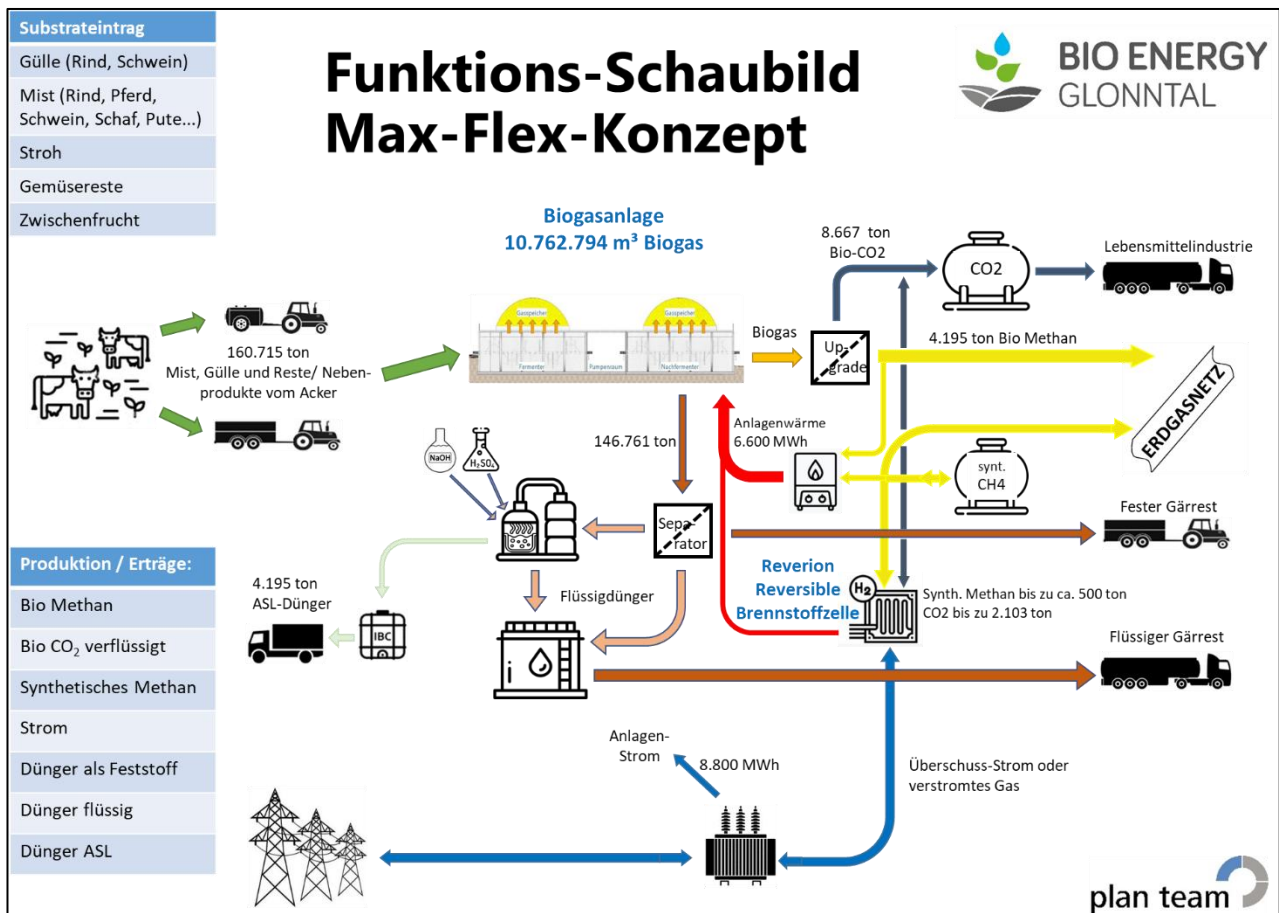 Substrateintrag
Gülle (Rind, Schwein)
Mist (Rind, Pferd,
Schwein, Schaf, Pute...)
Stroh
Gemüsereste
Zwischenfrucht
Funktions-Schaubild
Max-Flex-Konzept
BIO ENERGY
GLONNTAL
Biogasanlage
10.762.794 m³ Biogas
8.667 ton
Bio-CO2
CO2
Lebensmittelindustrie
160.715 ton
Mist, Gülle und Reste/ Neben-
produkte vom Acker
Gasspeicher
Gasspeicher
Fermenter
Pumpenraum
Nachfermenter
Biogas
Up-
grade
4.195 ton Bio Methan
ERDGASNETZ
146.761 ton
Anlagenwärme
6.600 MWh
synt.
CH4
NaOH
H₂SO₄
Sepa-
rator
Fester Gärrest
Produktion / Erträge:
Bio Methan
Bio CO₂ verflüssigt
Synthetisches Methan
Strom
Dünger als Feststoff
Dünger flüssig
Dünger ASL
4.195 ton
ASL-Dünger
IBC
Flüssigdünger
Reverion
Reversible
Brennstoffzelle
H₂
Synth. Methan bis zu ca. 500 ton
CO2 bis zu 2.103 ton
Flüssiger Gärrest
Anlagen-
Strom
8.800 MWh
Überschuss-Strom oder
verstromtes Gas
plan team